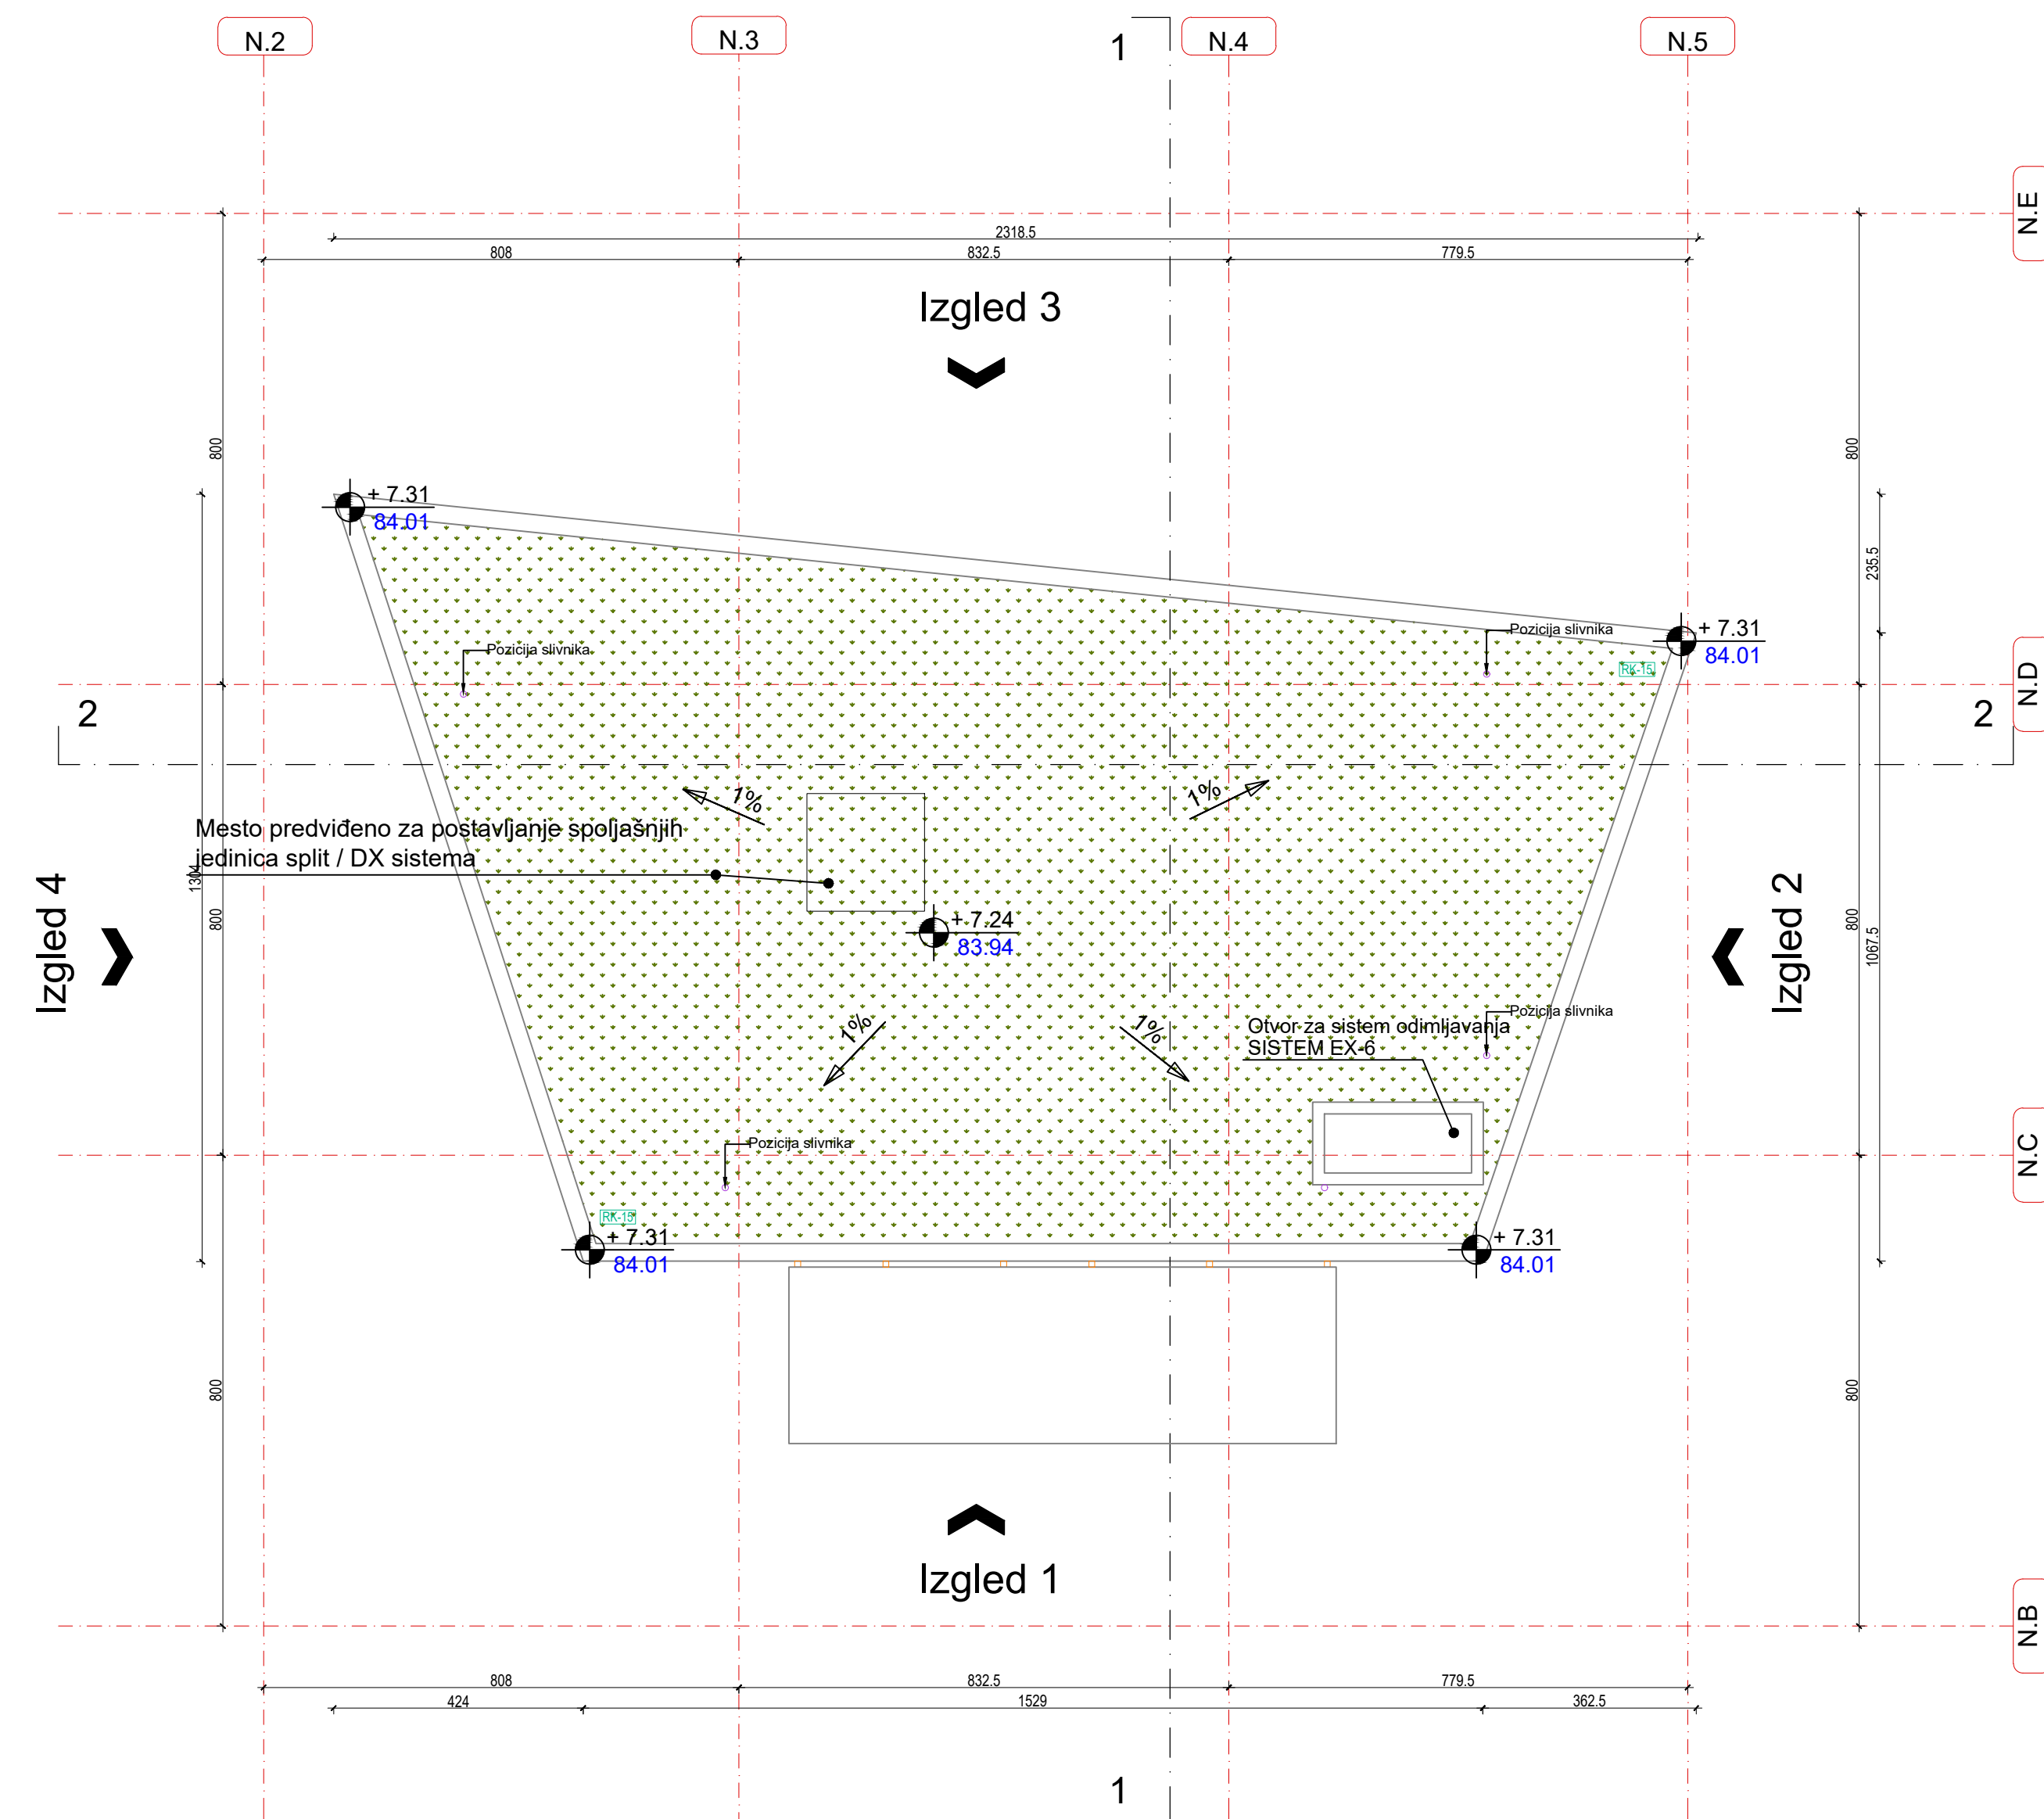 N.2
N.3
1
N.4
N.5
N.E
2318.5
808
832.5
779.5
Izgled 3
800
800
+ 7.31
84.01
235.5
Pozicija slivnika
+ 7.31
84.01
Pozicija slivnika
RK-15
N.D
2
2
1%
1%
Mesto predviđeno za postavljanje spoljašnjih
jedinica split / DX sistema
1304
Izgled 4
800
+ 7.24
83.94
800
1067.5
Izgled 2
Pozicija slivnika
1%
1%
Otvor za sistem odimljavanja
SISTEM EX-6
Pozicija slivnika
N.C
RK-15
+ 7.31
84.01
+ 7.31
84.01
800
800
Izgled 1
N.B
808
832.5
779.5
424
1529
362.5
1